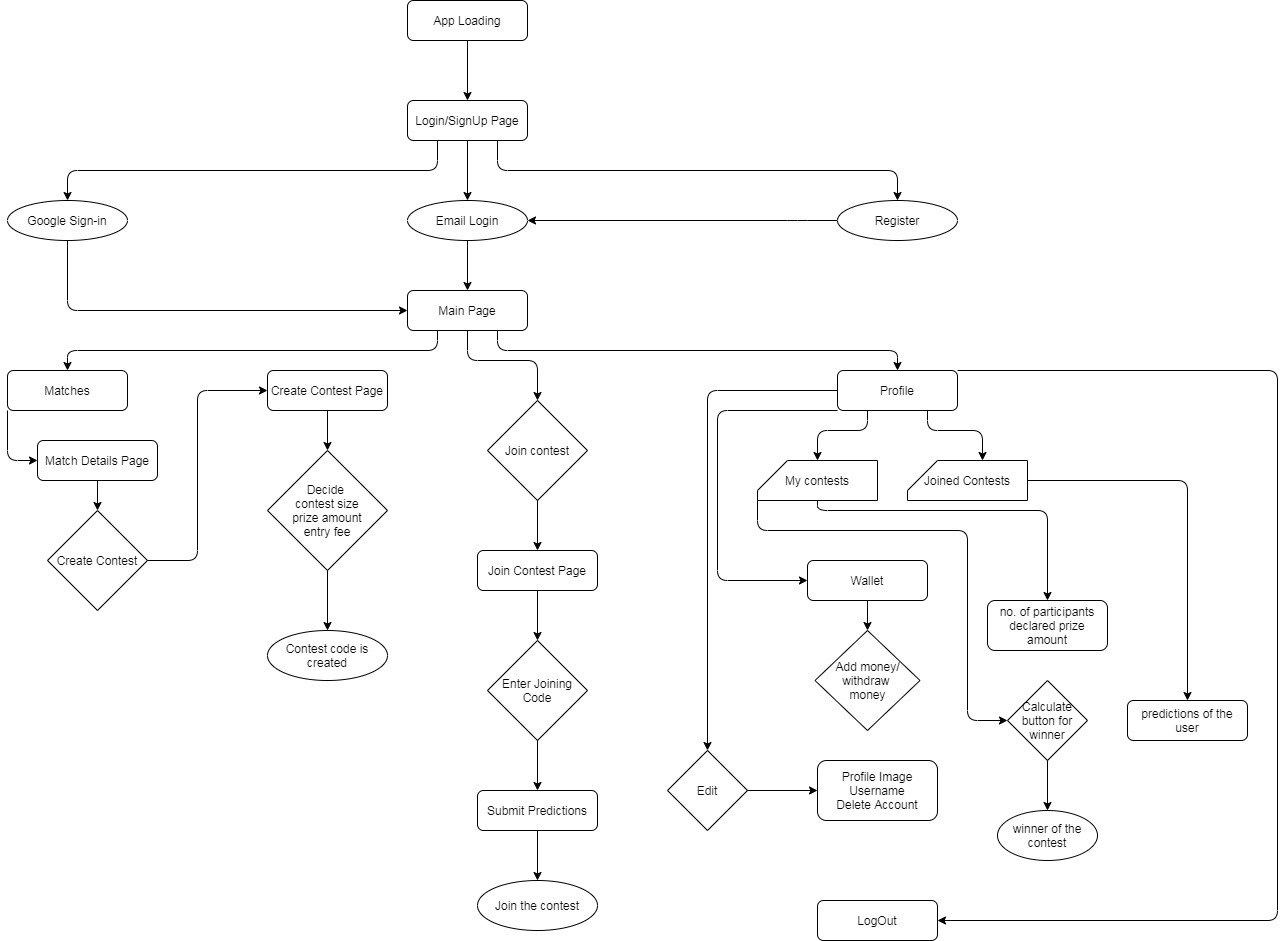 App Loading
Login/SignUp Page
Google Sign-in
Email Login
Register
Main Page
Matches
Create Contest Page
Profile
Match Details Page
Join contest
My contests
Joined Contests
Decide
contest size
prize amount
entry fee
Create Contest
Join Contest Page
Wallet
no. of participants
declared prize
amount
Contest code is
created
Enter Joining
Code
Add money/
withdraw
money
Calculate
button for
winner
predictions of the
user
Edit
Profile Image
Username
Delete Account
Submit Predictions
winner of the
contest
Join the contest
LogOut